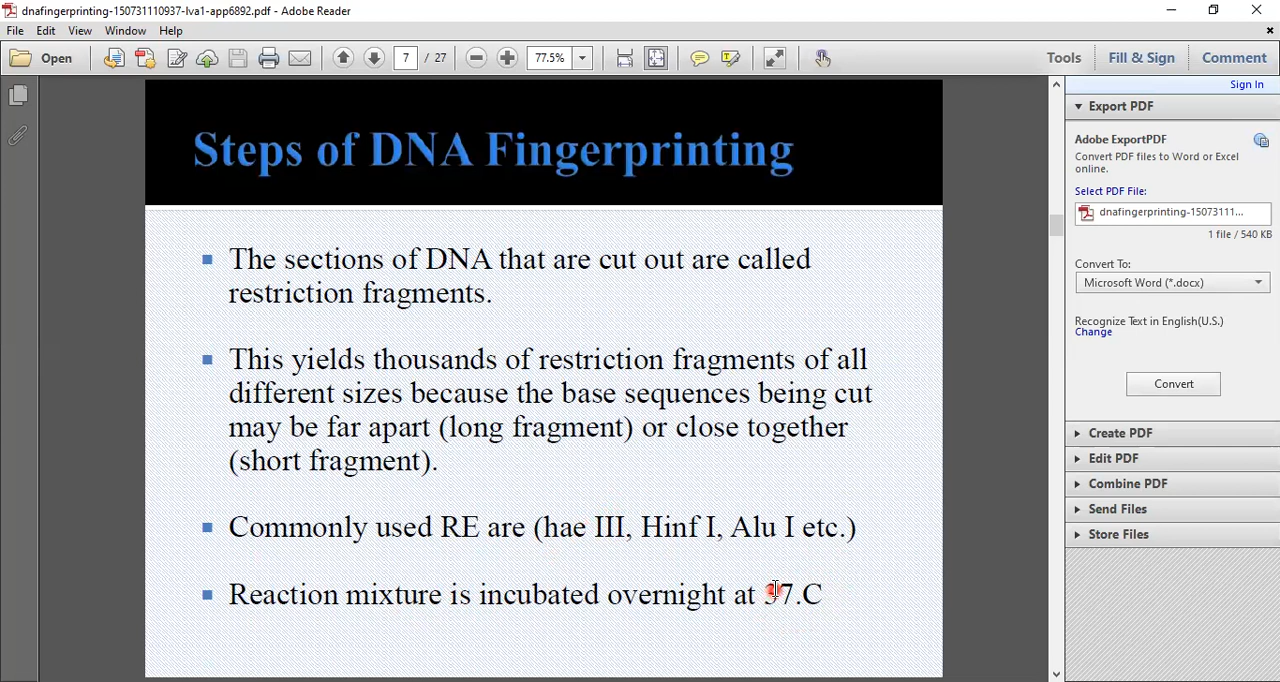 dnafingerprinting-150731110937-lva1-app6892.pdf - Adobe Reader
File Edit View Window Help
Open 7 / 27 77.5% Tools Fill & Sign Comment
Sign In
Export PDF
Adobe ExportPDF
Convert PDF files to Word or Excel
online.
Select PDF File:
dnafingerprinting-15073111...
1 file / 540 KB
Convert To:
Microsoft Word (*.docx)
Recognize Text in English(U.S.)
Change
Convert
Create PDF
Edit PDF
Combine PDF
Send Files
Store Files
Steps of DNA Fingerprinting
The sections of DNA that are cut out are called
restriction fragments.
This yields thousands of restriction fragments of all
different sizes because the base sequences being cut
may be far apart (long fragment) or close together
(short fragment).
Commonly used RE are (hae III, Hinf I, Alu I etc.)
Reaction mixture is incubated overnight at 37.C